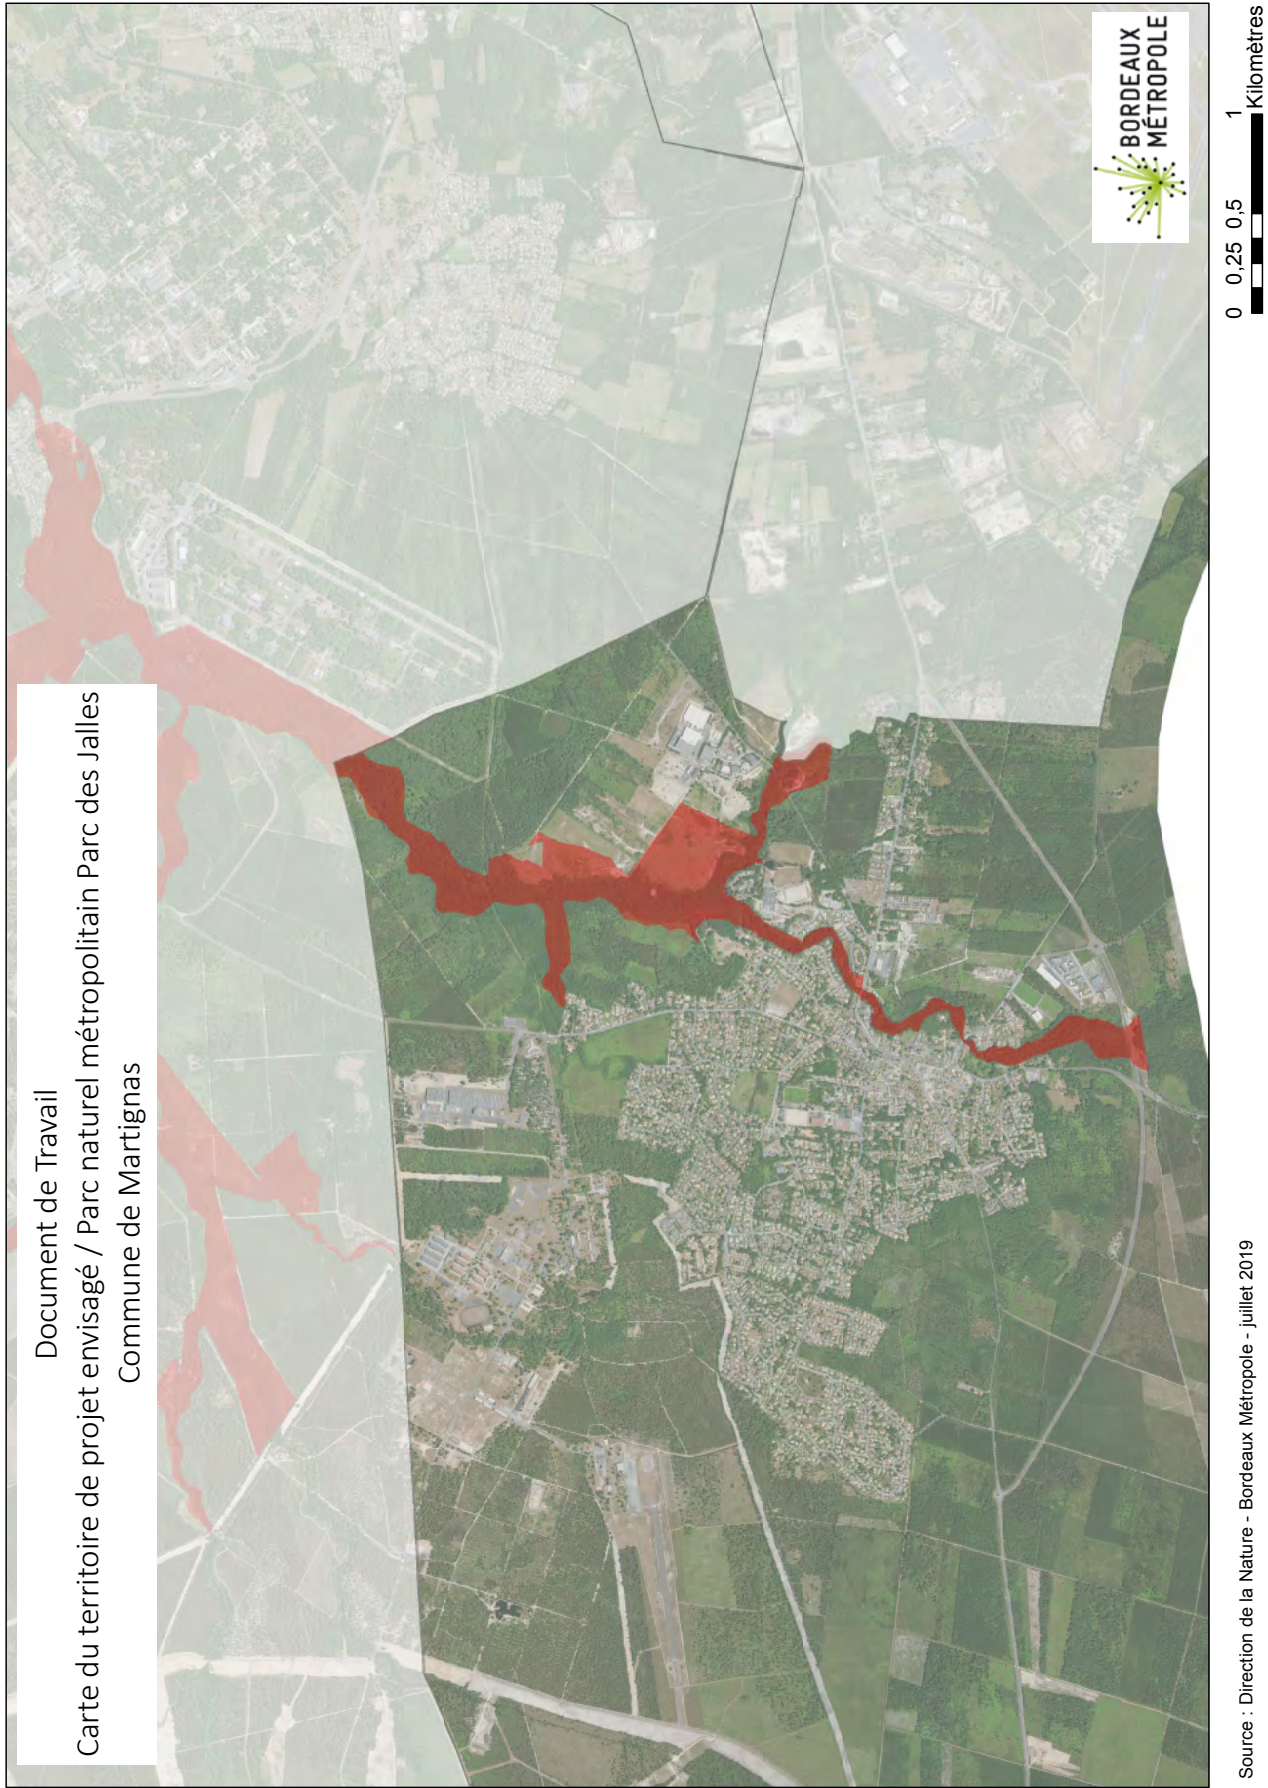 Document de Travail
Carte du territoire de projet envisagé / Parc naturel métropolitain Parc des Jalles
Commune de Martignas
BORDEAUX
MÉTROPOLE
0 0,25 0,5 1
Kilomètres
Source : Direction de la Nature - Bordeaux Métropole - juillet 2019